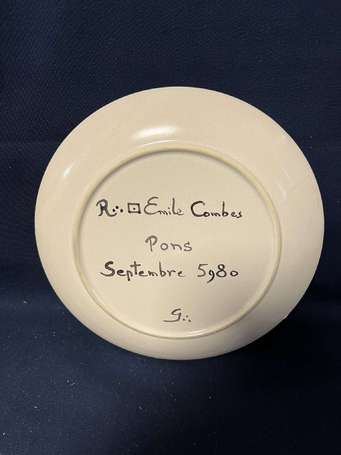 R∴ ⊡ Emile Combes
Pons
Septembre 5980
G∴